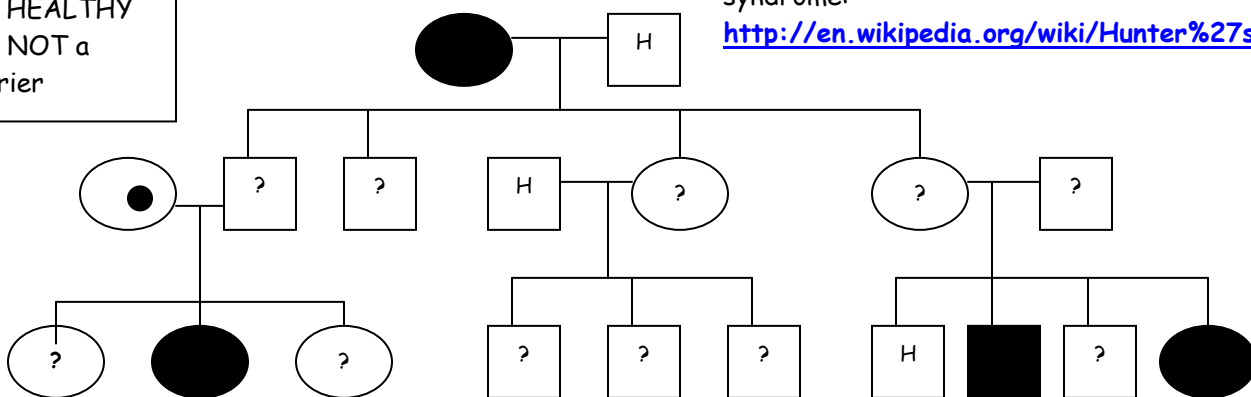 HEALTHY
NOT a
rier
syndrome
http://en.wikipedia.org/wiki/Hunter%27s
H
? ? H ? ? ?
? ? ? ? ? H ?